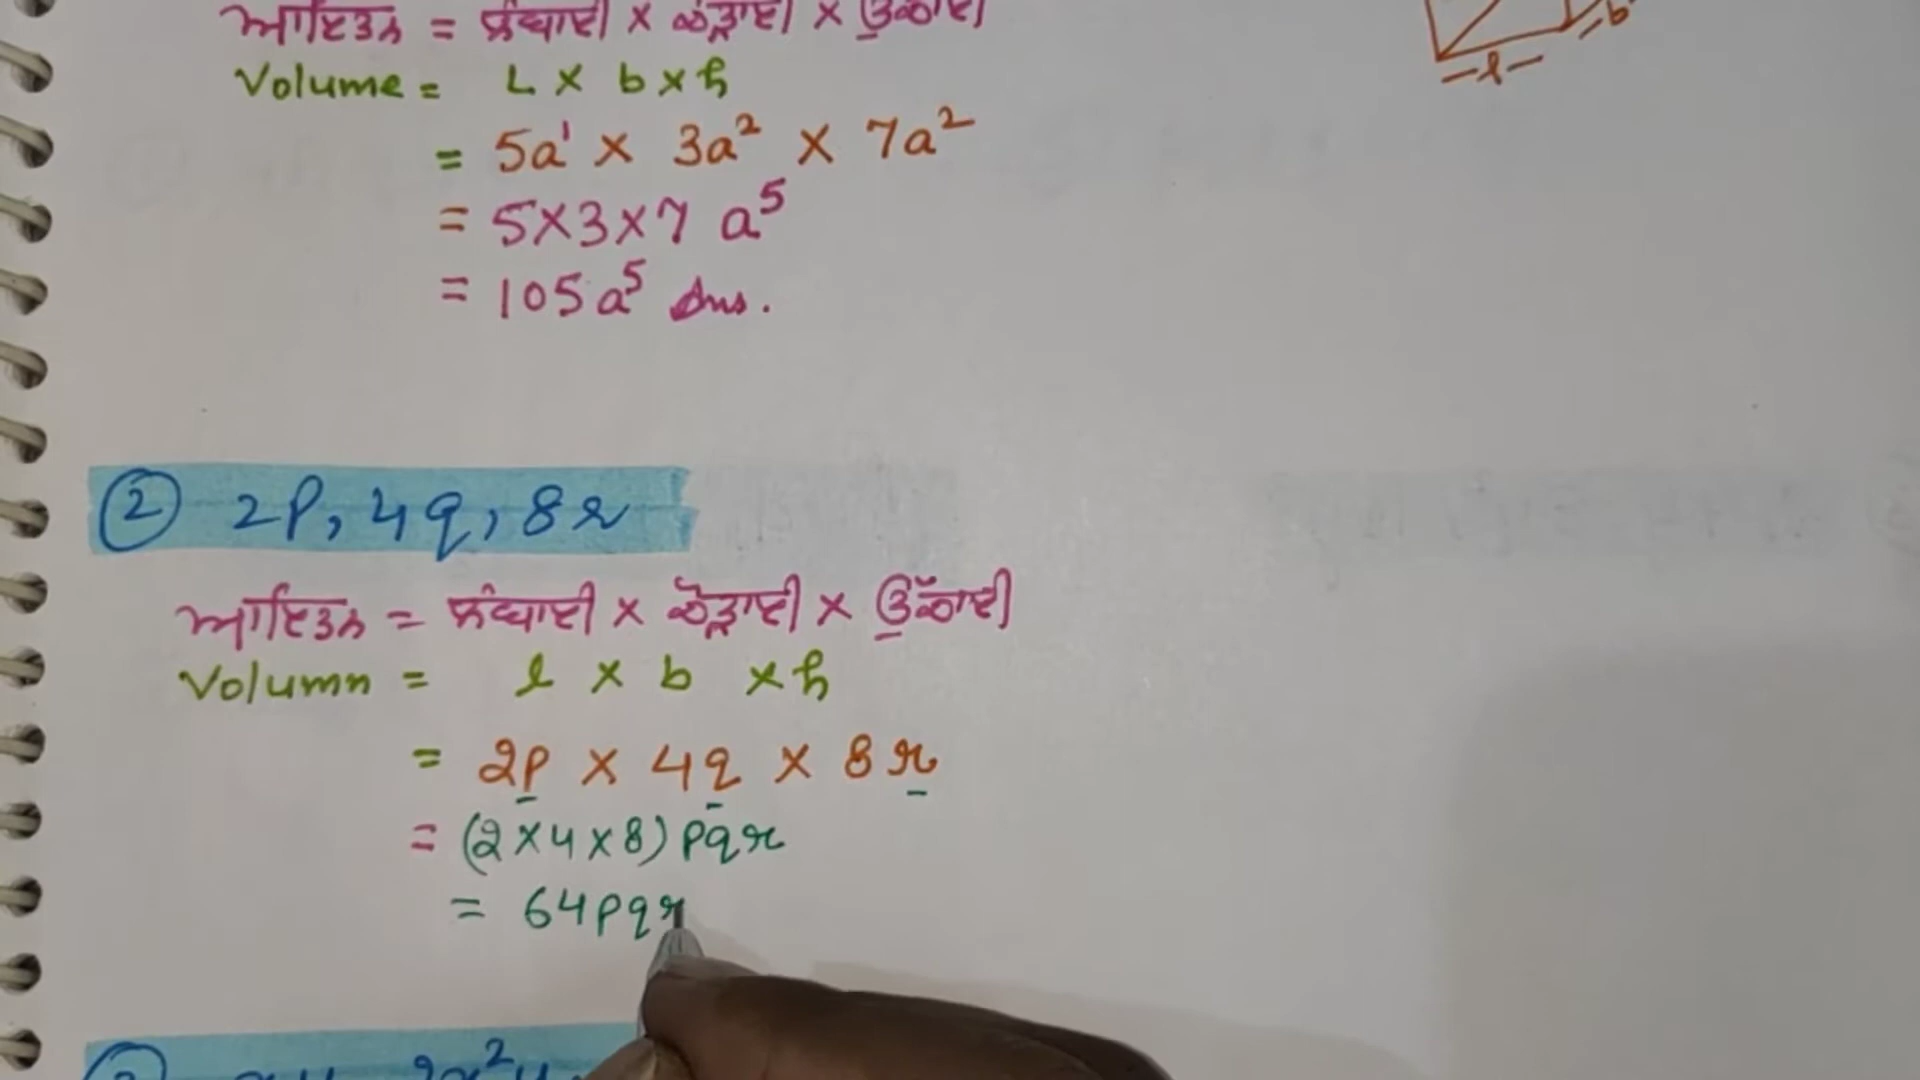 ਆਇਤਨ = ਲੰਬਾਈ × ਚੌੜਾਈ × ਉਚਾਈ
b
l
Volume = L × b × h
= 5a¹ × 3a² × 7a²
= 5×3×7 a⁵
= 105a⁵ Ans.
② 2P, 4q, 8r
ਆਇਤਨ = ਲੰਬਾਈ × ਚੌੜਾਈ × ਉੱਚਾਈ
Volumn = l × b × h
= 2p × 4q × 8r
= (2×4×8) pqr
= 64pqr